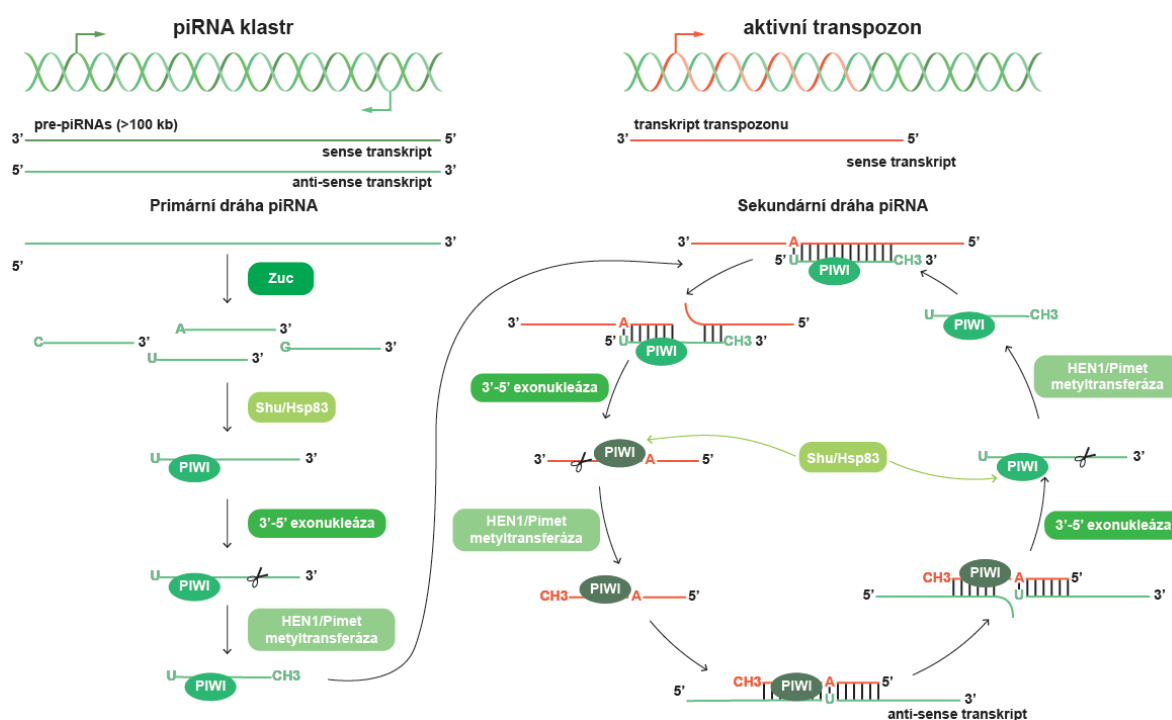 piRNA klastr
aktivní transpozon
pre-piRNAs (>100 kb)
3’ 5’
sense transkript
5’ 3’
anti-sense transkript
transkript transpozonu
3’ 5’
sense transkript
Primární dráha piRNA
3’
5’
Zuc
C 3’
A 3’
U 3’
G 3’
Shu/Hsp83
U PIWI 3’
3’-5’ exonukleáza
U PIWI 3’
HEN1/Pimet
metyltransferáza
U PIWI CH3
Sekundární dráha piRNA
3’ A 5’
5’ U PIWI CH3 3’
3’ A 5’
5’ U PIWI CH3 3’
3’-5’ exonukleáza
3’ PIWI A 5’
Shu/Hsp83
HEN1/Pimet
metyltransferáza
CH3 PIWI A 5’
CH3 PIWI A
5’ U 3’
anti-sense transkript
CH3 PIWI A 5’
5’ U 3’
3’-5’ exonukleáza
U PIWI 3’
HEN1/Pimet
metyltransferáza
U PIWI CH3